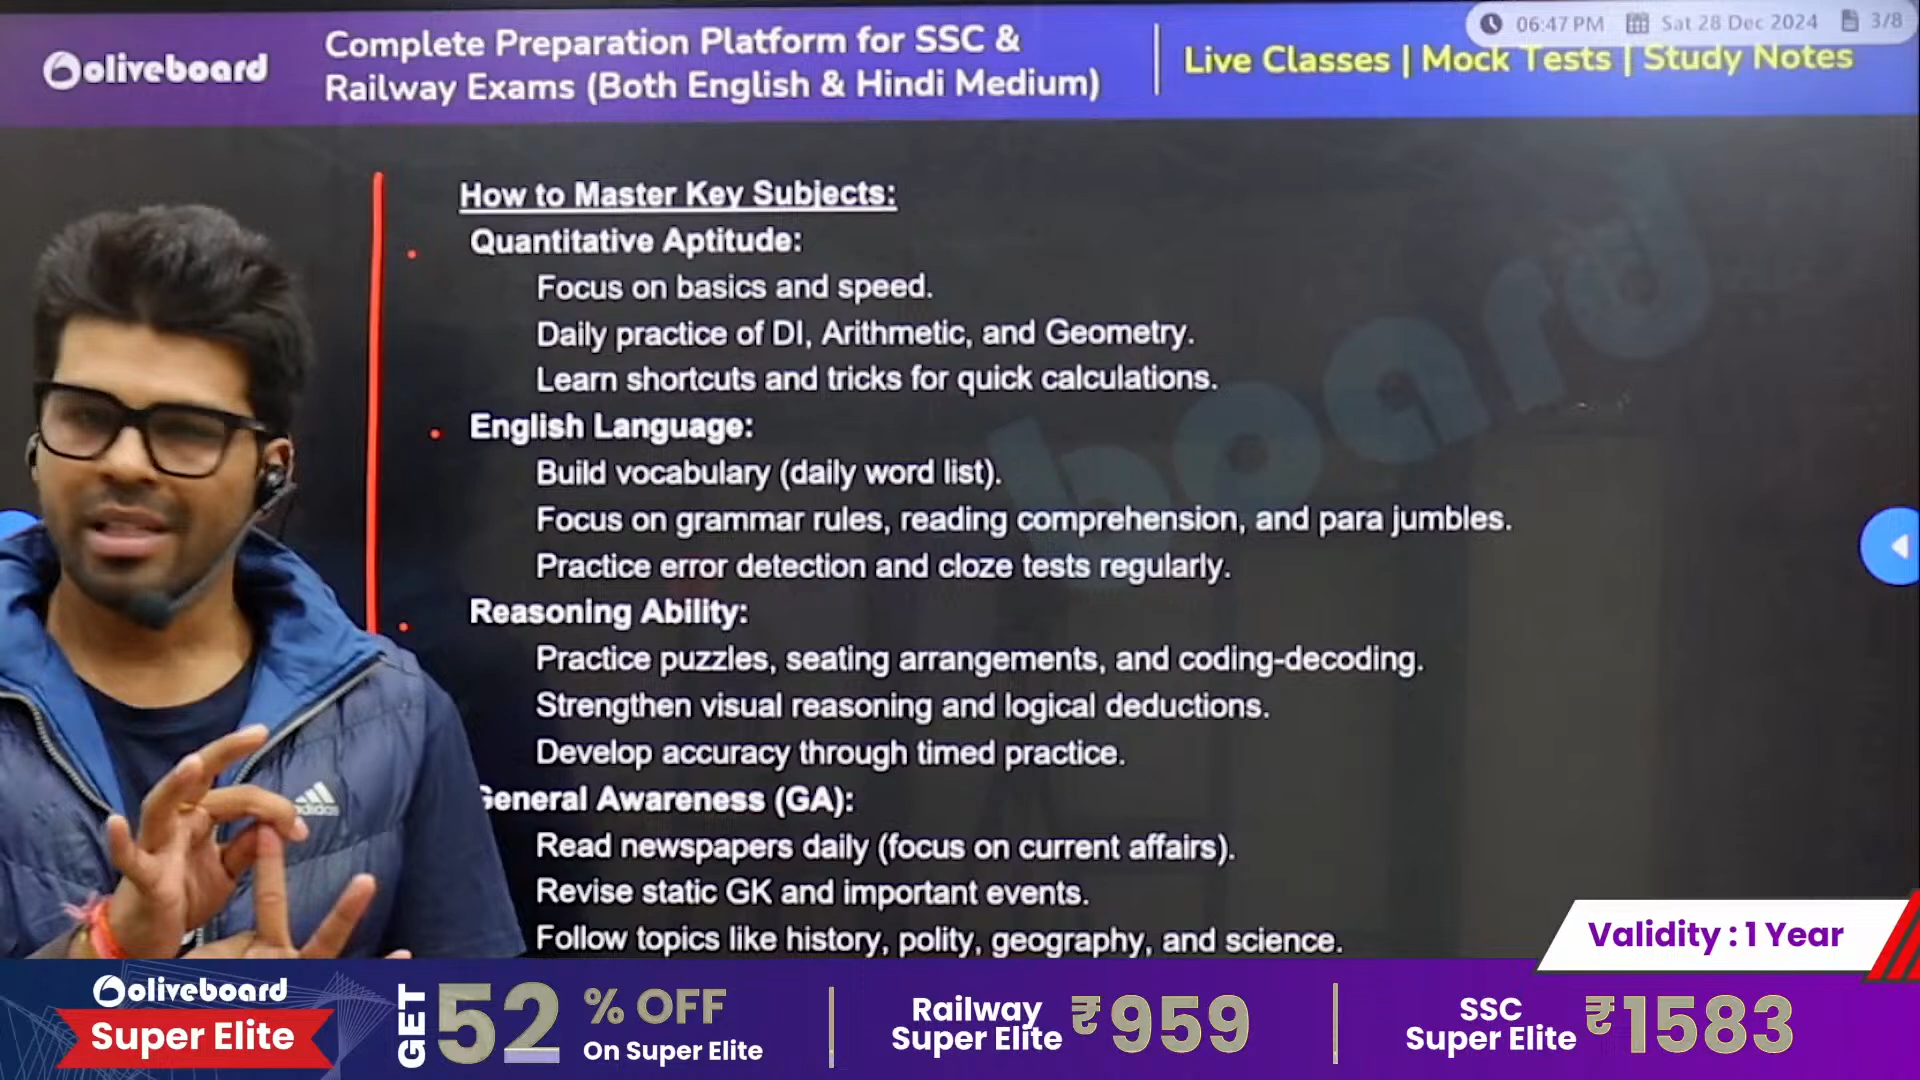 oliveboard
Complete Preparation Platform for SSC &
Railway Exams (Both English & Hindi Medium)
Live Classes | Mock Tests | Study Notes
06:47 PM Sat 28 Dec 2024 3/8
How to Master Key Subjects:
Quantitative Aptitude:
Focus on basics and speed.
Daily practice of DI, Arithmetic, and Geometry.
Learn shortcuts and tricks for quick calculations.
English Language:
Build vocabulary (daily word list).
Focus on grammar rules, reading comprehension, and para jumbles.
Practice error detection and cloze tests regularly.
Reasoning Ability:
Practice puzzles, seating arrangements, and coding-decoding.
Strengthen visual reasoning and logical deductions.
Develop accuracy through timed practice.
General Awareness (GA):
Read newspapers daily (focus on current affairs).
Revise static GK and important events.
Follow topics like history, polity, geography, and science.
board
adidas
Validity : 1 Year
oliveboard
Super Elite
GET 52 % OFF
On Super Elite
Railway
Super Elite ₹959
SSC
Super Elite ₹1583